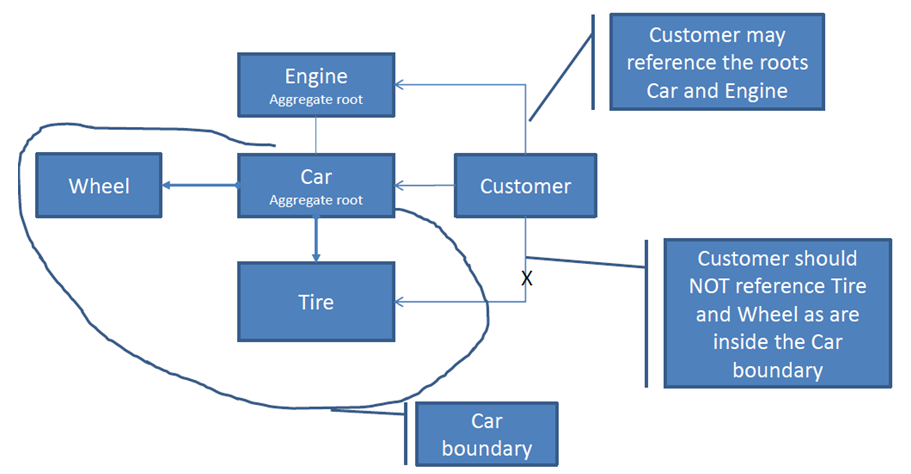 Customer may
reference the roots
Car and Engine
Engine
Aggregate root
Wheel
Car
Aggregate root
Customer
Tire
X
Customer should
NOT reference Tire
and Wheel as are
inside the Car
boundary
Car
boundary